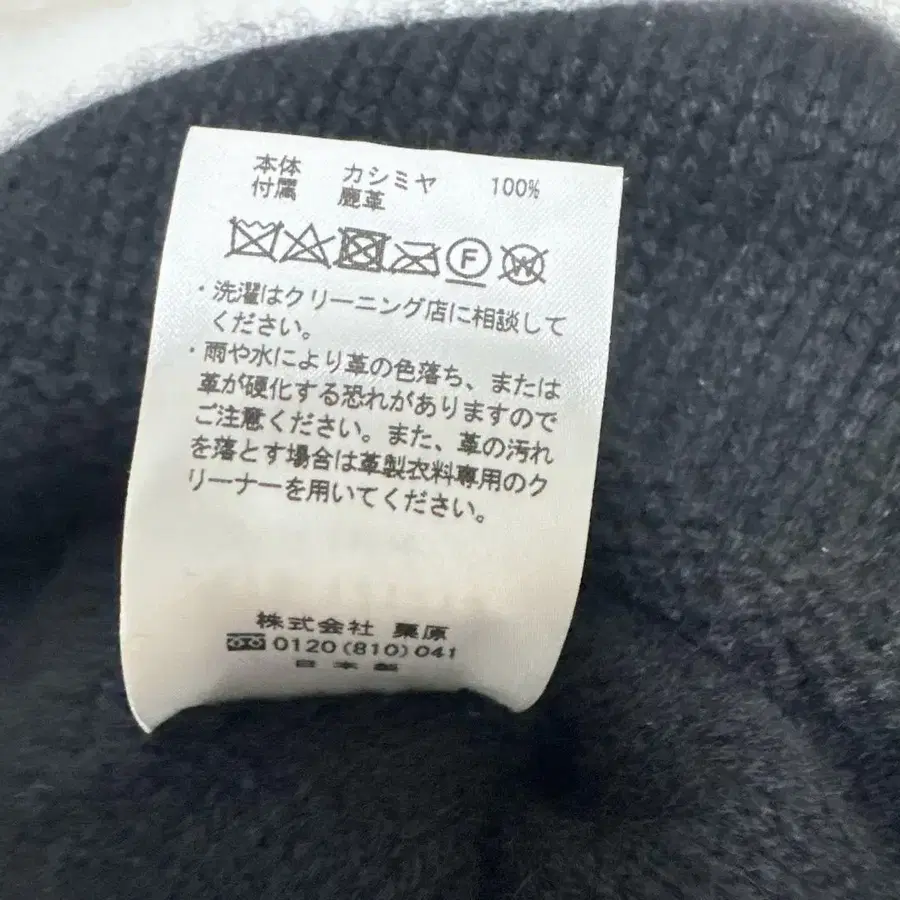 本体 カシミヤ 100%
付属 鹿革
F W
・洗濯はクリーニング店に相談して
ください。
・雨や水により革の色落ち、または
革が硬化する恐れがありますので
ご注意ください。また、革の汚れ
を落とす場合は革製衣料専用のク
リーナーを用いてください。
株式会社 栗原
0120(810)041
日本製